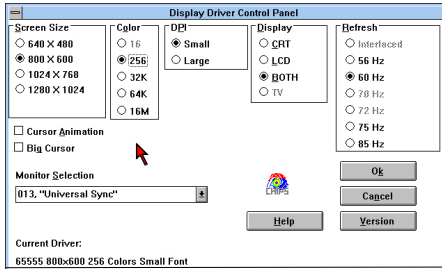 Display Driver Control Panel
Screen Size
640 X 480
800 X 600
1024 X 768
1280 X 1024
Color
16
256
32K
64K
16M
DPI
Small
Large
Display
CRT
LCD
BOTH
TV
Refresh
Interlaced
56 Hz
60 Hz
70 Hz
72 Hz
75 Hz
85 Hz
Cursor Animation
Big Cursor
Monitor Selection
013, "Universal Sync"
CHIPS
Ok
Cancel
Help
Version
Current Driver:
65555 800x600 256 Colors Small Font